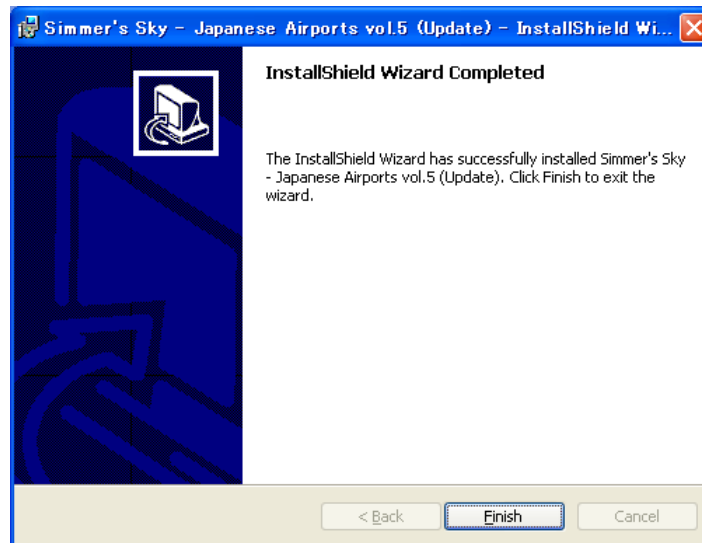 Simmer's Sky - Japanese Airports vol.5 (Update) - InstallShield Wi...
InstallShield Wizard Completed
The InstallShield Wizard has successfully installed Simmer's Sky
- Japanese Airports vol.5 (Update). Click Finish to exit the
wizard.
< Back
Finish
Cancel